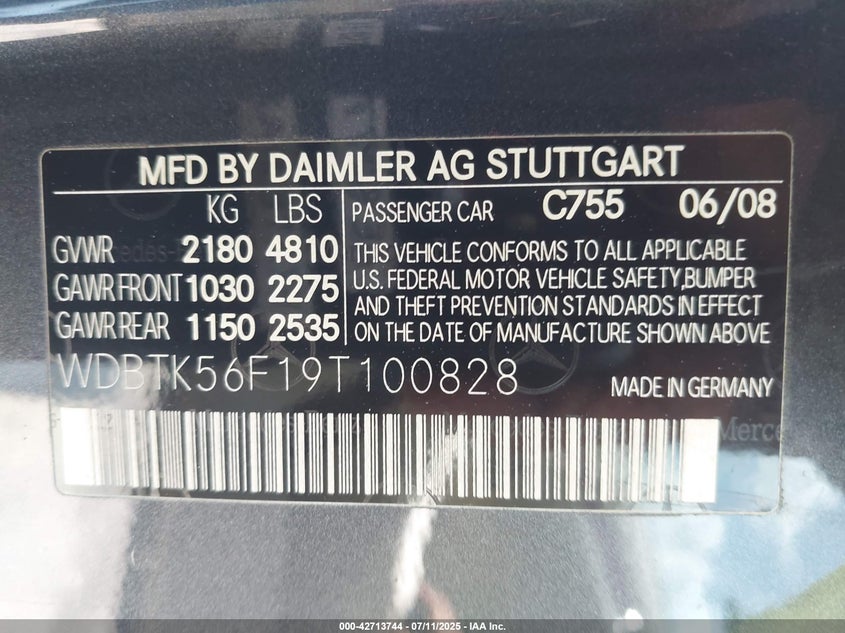 MFD BY DAIMLER AG STUTTGART
KG LBS
GVWR 2180 4810
GAWR FRONT 1030 2275
GAWR REAR 1150 2535
PASSENGER CAR C755 06/08
THIS VEHICLE CONFORMS TO ALL APPLICABLE
U.S. FEDERAL MOTOR VEHICLE SAFETY,BUMPER
AND THEFT PREVENTION STANDARDS IN EFFECT
ON THE DATE OF MANUFACTURE SHOWN ABOVE
WDBTK56F19T100828
MADE IN GERMANY
Merce
000-42713744 - 07/11/2025 - IAA Inc.